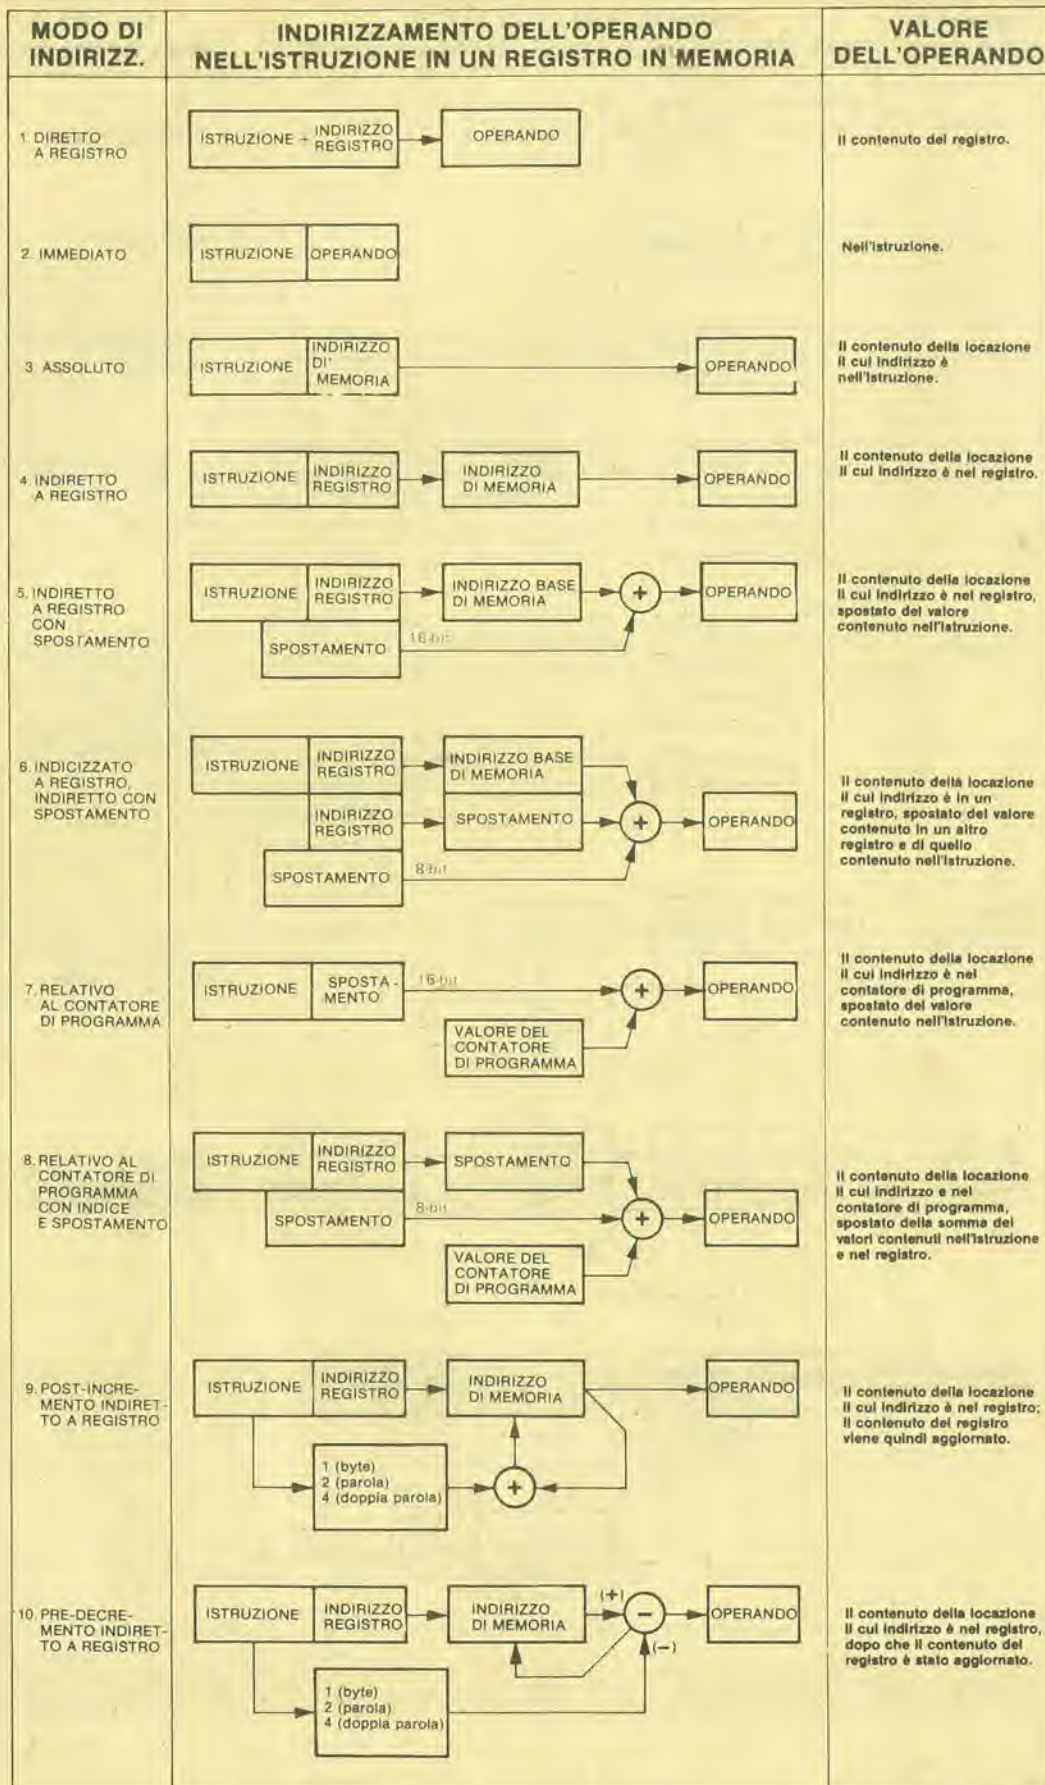 MODO DI
INDIRIZZ.
INDIRIZZAMENTO DELL'OPERANDO
NELL'ISTRUZIONE IN UN REGISTRO IN MEMORIA
VALORE
DELL'OPERANDO
1. DIRETTO
A REGISTRO
ISTRUZIONE - INDIRIZZO
REGISTRO
OPERANDO
Il contenuto del registro.
2. IMMEDIATO
ISTRUZIONE
OPERANDO
Nell'istruzione.
3. ASSOLUTO
ISTRUZIONE
INDIRIZZO
DI'
MEMORIA
OPERANDO
Il contenuto della locazione
il cui indirizzo è
nell'istruzione.
4. INDIRETTO
A REGISTRO
ISTRUZIONE
INDIRIZZO
REGISTRO
INDIRIZZO
DI MEMORIA
OPERANDO
Il contenuto della locazione
il cui indirizzo è nel registro.
5. INDIRETTO
A REGISTRO
CON
SPOSTAMENTO
ISTRUZIONE
INDIRIZZO
REGISTRO
INDIRIZZO BASE
DI MEMORIA
+
OPERANDO
SPOSTAMENTO
16-bit
Il contenuto della locazione
il cui indirizzo è nel registro,
spostato del valore
contenuto nell'istruzione.
6. INDICIZZATO
A REGISTRO,
INDIRETTO CON
SPOSTAMENTO
ISTRUZIONE
INDIRIZZO
REGISTRO
INDIRIZZO BASE
DI MEMORIA
INDIRIZZO
REGISTRO
SPOSTAMENTO
+
OPERANDO
SPOSTAMENTO
8-bit
Il contenuto della locazione
il cui indirizzo è in un
registro, spostato del valore
contenuto in un altro
registro e di quello
contenuto nell'istruzione.
7. RELATIVO
AL CONTATORE
DI PROGRAMMA
ISTRUZIONE
SPOSTA-
MENTO
16-bit
+
OPERANDO
VALORE DEL
CONTATORE
DI PROGRAMMA
Il contenuto della locazione
il cui indirizzo è nel
contatore di programma,
spostato del valore
contenuto nell'istruzione.
8. RELATIVO AL
CONTATORE DI
PROGRAMMA
CON INDICE
E SPOSTAMENTO
ISTRUZIONE
INDIRIZZO
REGISTRO
SPOSTAMENTO
SPOSTAMENTO
8-bit
+
OPERANDO
VALORE DEL
CONTATORE
DI PROGRAMMA
Il contenuto della locazione
il cui indirizzo e nel
contatore di programma,
spostato della somma dei
valori contenuti nell'istruzione
e nel registro.
9. POST-INCRE-
MENTO INDIRET-
TO A REGISTRO
ISTRUZIONE
INDIRIZZO
REGISTRO
INDIRIZZO
DI MEMORIA
OPERANDO
1 (byte)
2 (parola)
4 (doppia parola)
+
Il contenuto della locazione
il cui indirizzo è nel registro;
il contenuto del registro
viene quindi aggiornato.
10. PRE-DECRE-
MENTO INDIRET-
TO A REGISTRO
ISTRUZIONE
INDIRIZZO
REGISTRO
INDIRIZZO
DI MEMORIA
(+)
−
(−)
OPERANDO
1 (byte)
2 (parola)
4 (doppia parola)
Il contenuto della locazione
il cui indirizzo è nel registro,
dopo che il contenuto del
registro è stato aggiornato.